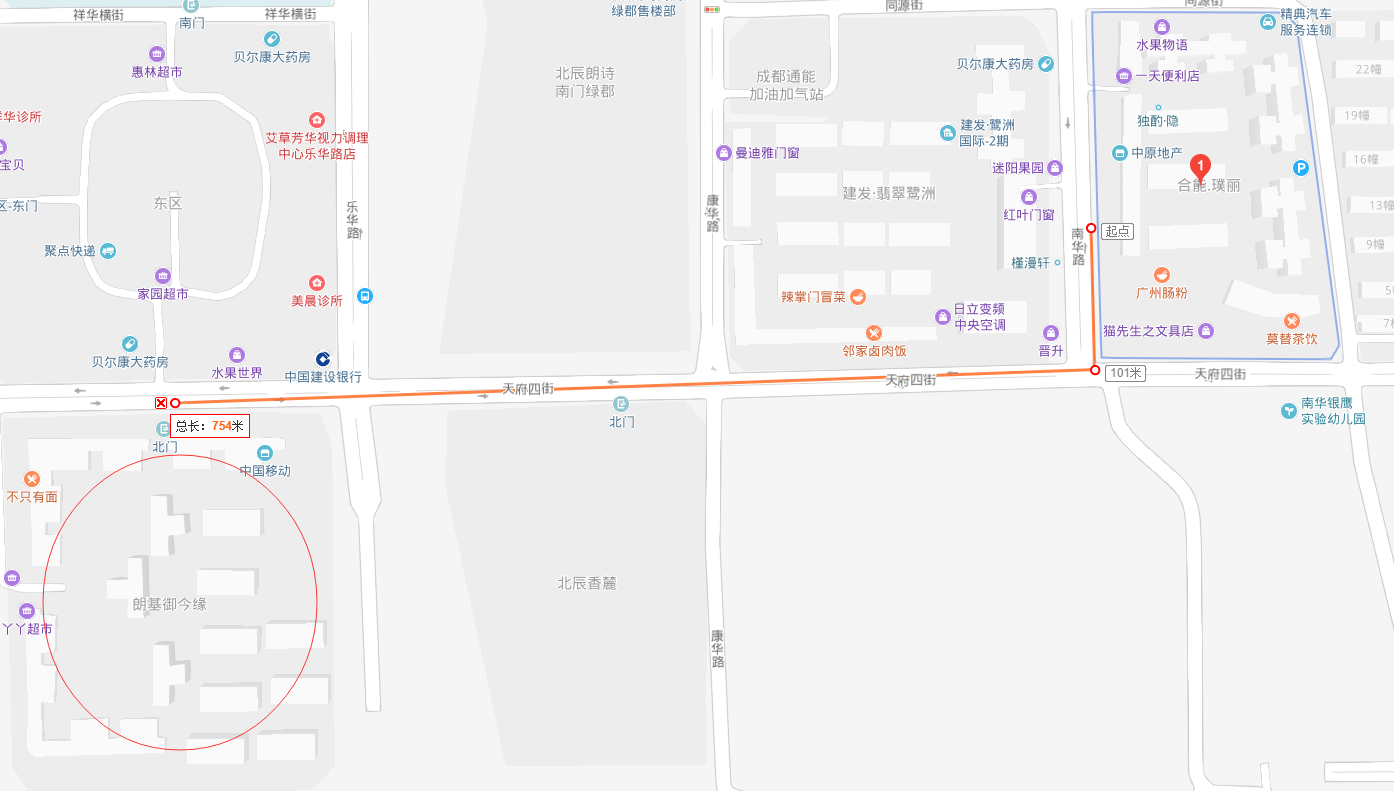 祥华横街
南门
祥华横街
绿郡售楼部
同源街
同源街
精典汽车
服务连锁
惠林超市
贝尔康大药房
北辰朗诗
南门绿郡
成都通能
加油加气站
贝尔康大药房
水果物语
一天便利店
22幢
华诊所
艾草芳华视力调理
中心乐华路店
宝贝
曼迪雅门窗
建发·鹭洲
国际-2期
独酌·隐
中原地产
19幢
16幢
迷阳果园
1
合能.璞丽
P
东区
区-东门
乐华路
康华路
建发·翡翠鹭洲
红叶门窗
13幢
南华路
起点
9幢
聚点快递
家园超市
美晨诊所
槿漫轩
广州肠粉
辣掌门冒菜
日立变频
中央空调
猫先生之文具店
莫替茶饮
贝尔康大药房
水果世界
中国建设银行
邻家卤肉饭
晋升
101米
天府四街
天府四街
天府四街
总长：754米
北门
北门
南华银鹰
实验幼儿园
中国移动
不只有面
朗基御今缘
北辰香麓
丫丫超市
康华路